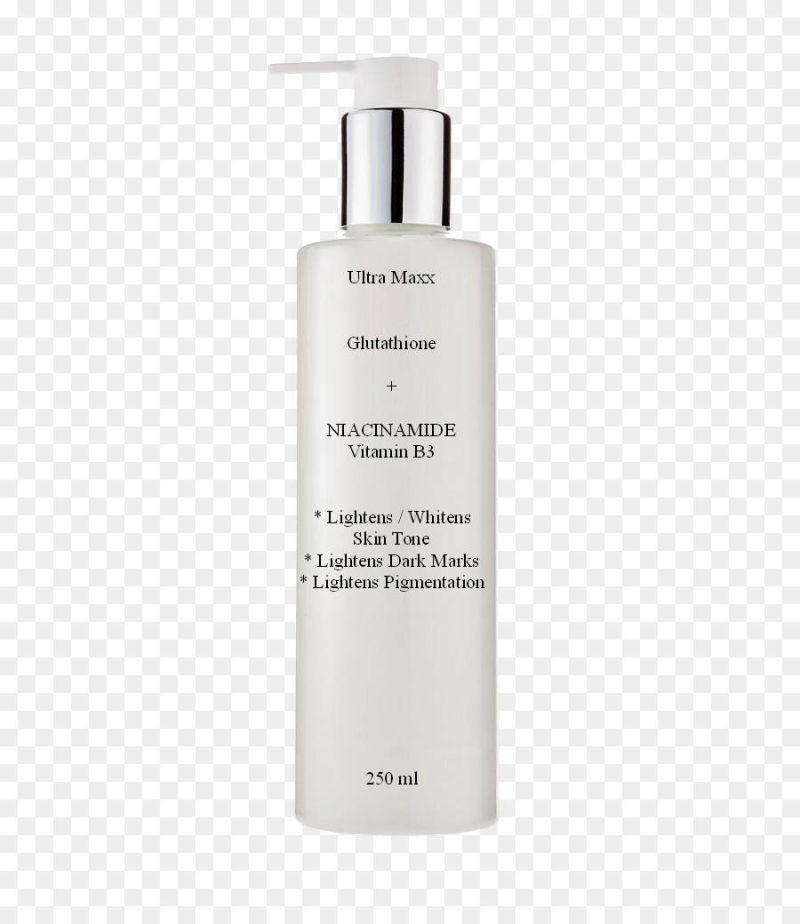 Ultra Maxx
Glutathione
+
NIACINAMIDE
Vitamin B3
* Lightens / Whitens
Skin Tone
* Lightens Dark Marks
* Lightens Pigmentation
250 ml